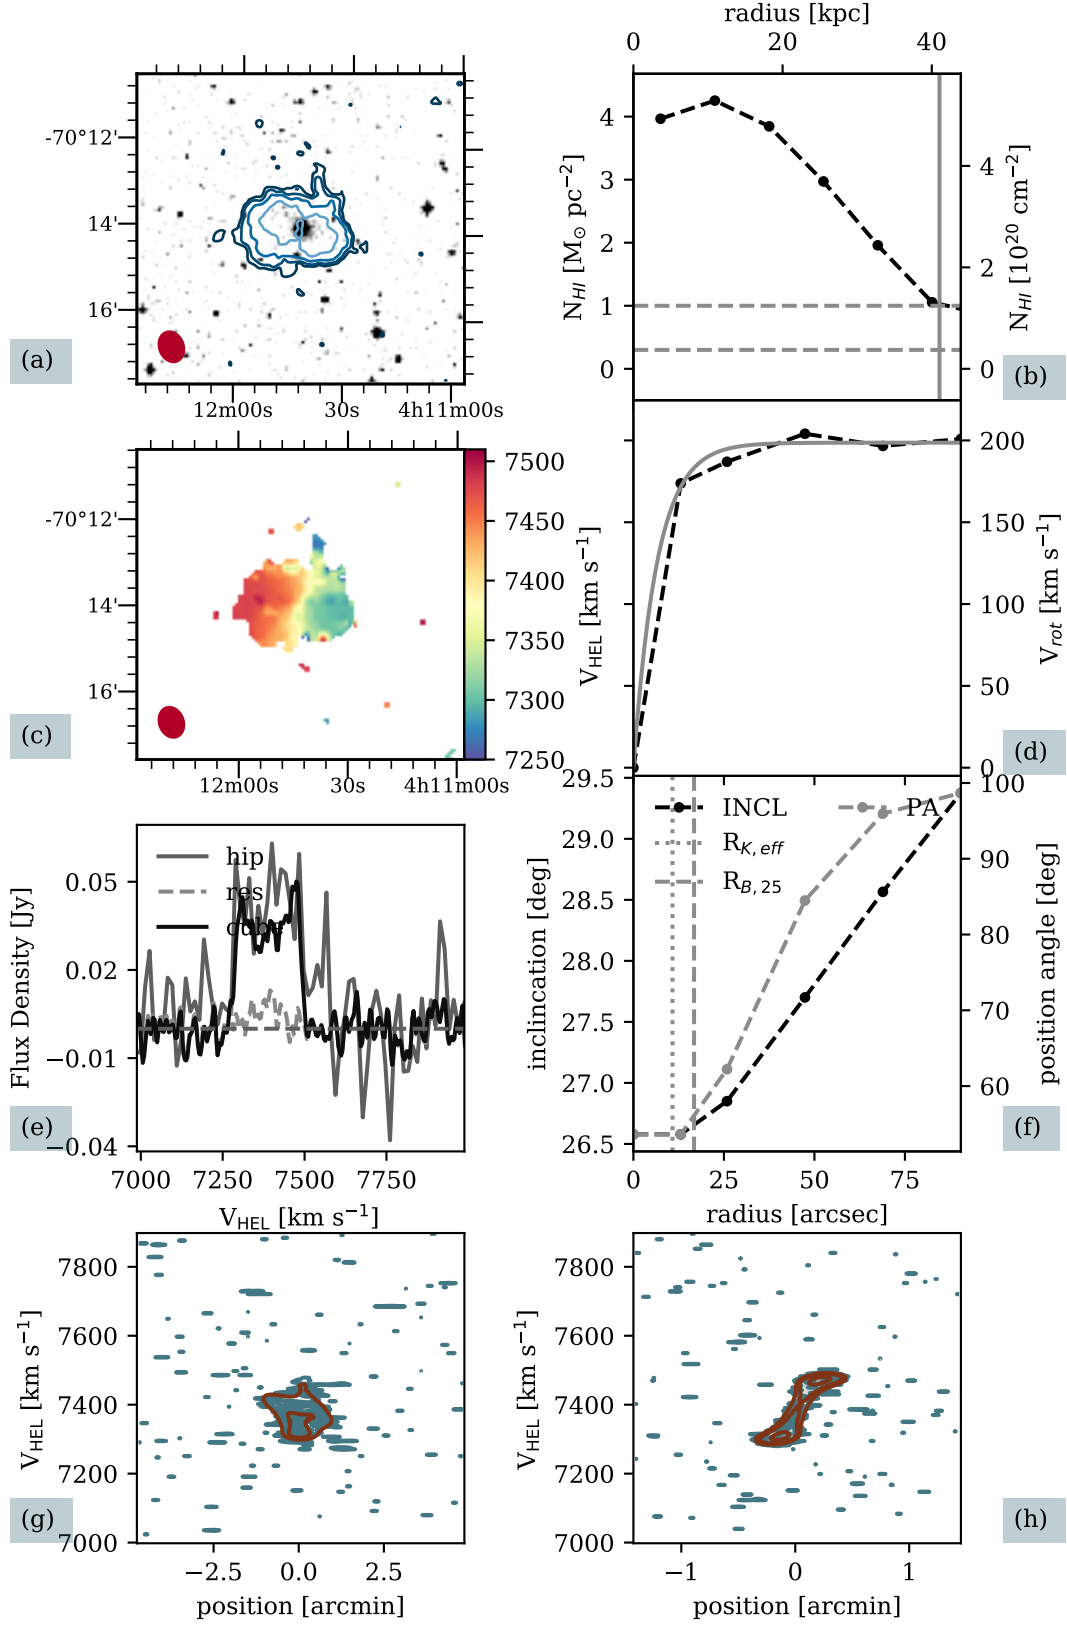 radius [kpc]
0 20 40
-70°12'
14'
16'
(a)
12m00s 30s 4h11m00s
N_HI [M_⊙ pc^−2]
4
3
2
1
0
4
2
0
N_HI [10^20 cm^−2]
(b)
-70°12'
14'
16'
(c)
12m00s 30s 4h11m00s
7500
7450
7400
7350
7300
7250
V_HEL [km s^−1]
200
150
100
50
0
V_rot [km s^−1]
(d)
hip
res
cube
Flux Density [Jy]
0.05
0.02
−0.01
−0.04
(e)
7000 7250 7500 7750
V_HEL [km s^−1]
INCL
PA
R_K,eff
R_B,25
inclincation [deg]
29.5
29.0
28.5
28.0
27.5
27.0
26.5
100
90
80
70
60
position angle [deg]
(f)
0 25 50 75
radius [arcsec]
V_HEL [km s^−1]
7800
7600
7400
7200
7000
(g)
−2.5 0.0 2.5
position [arcmin]
V_HEL [km s^−1]
7800
7600
7400
7200
7000
(h)
−1 0 1
position [arcmin]